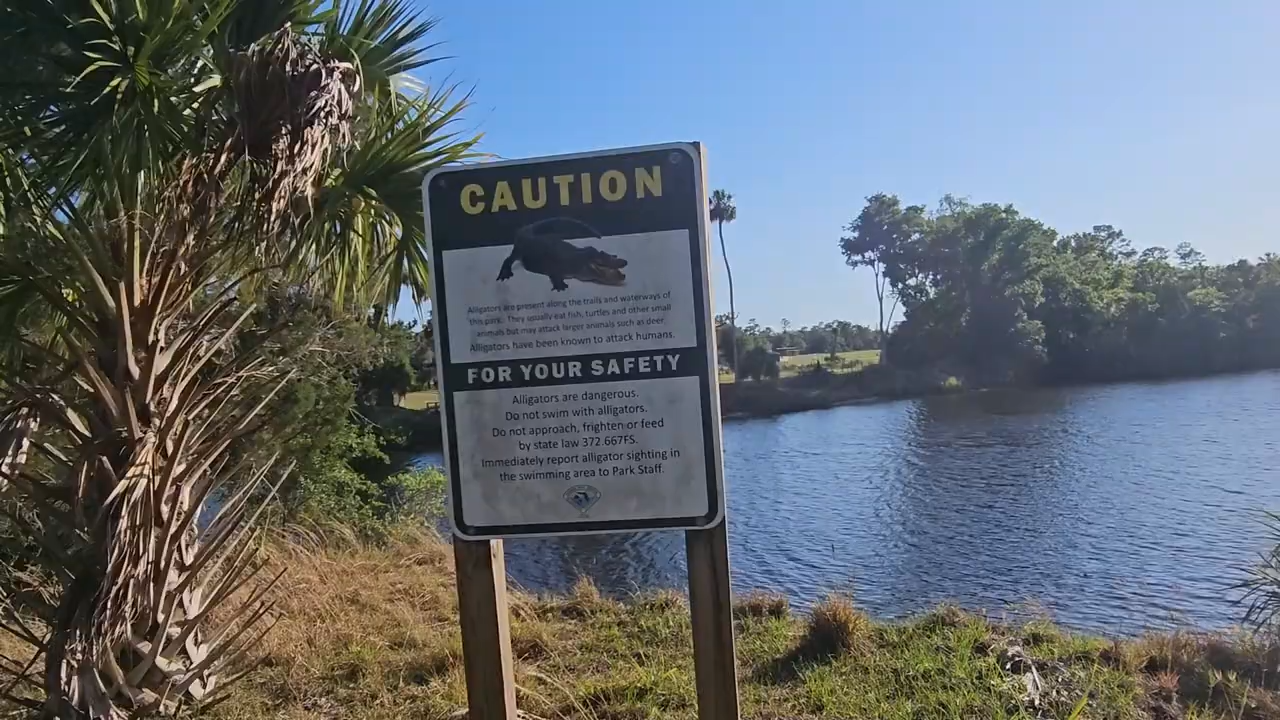 CAUTION
Alligators are present along the trails and waterways of
this park. They usually eat fish, turtles and other small
animals but may attack larger animals such as deer.
Alligators have been known to attack humans.
FOR YOUR SAFETY
Alligators are dangerous.
Do not swim with alligators.
Do not approach, frighten or feed
by state law 372.667FS.
Immediately report alligator sighting in
the swimming area to Park Staff.